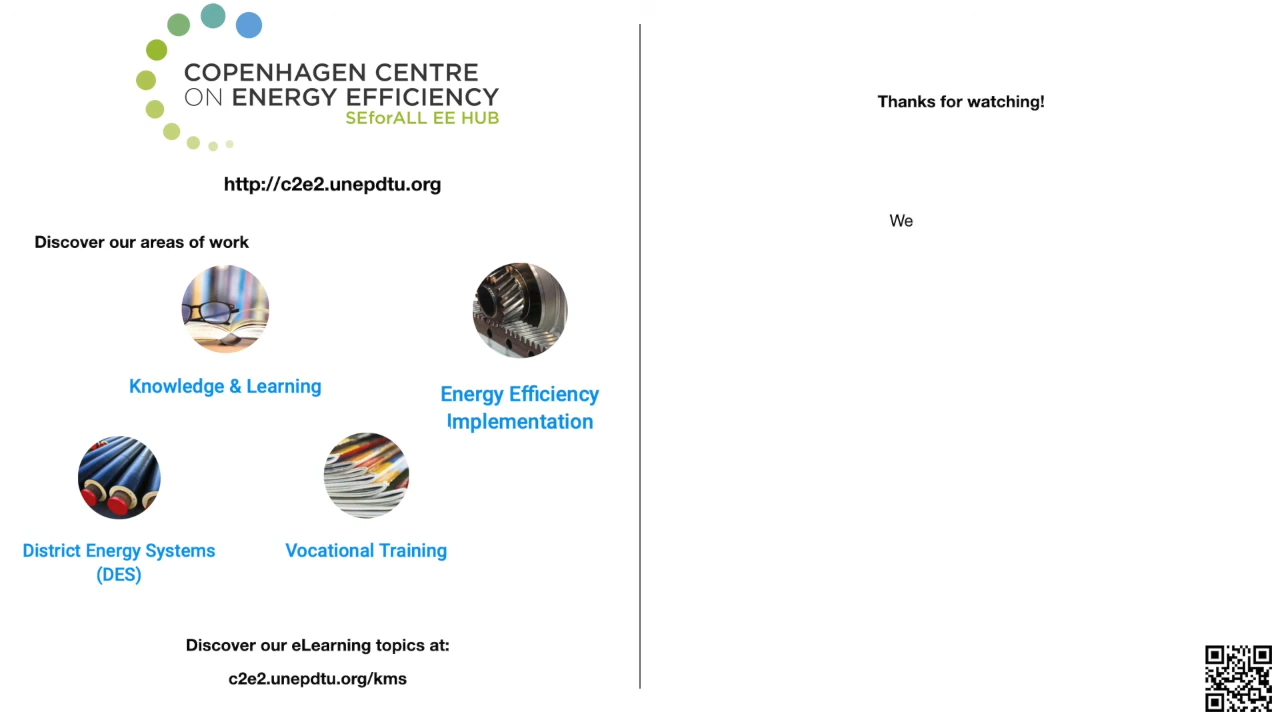 COPENHAGEN CENTRE
ON ENERGY EFFICIENCY
SEforALL EE HUB
http://c2e2.unepdtu.org
Discover our areas of work
Knowledge & Learning
Energy Efficiency
Implementation
District Energy Systems
(DES)
Vocational Training
Discover our eLearning topics at:
c2e2.unepdtu.org/kms
Thanks for watching!
We